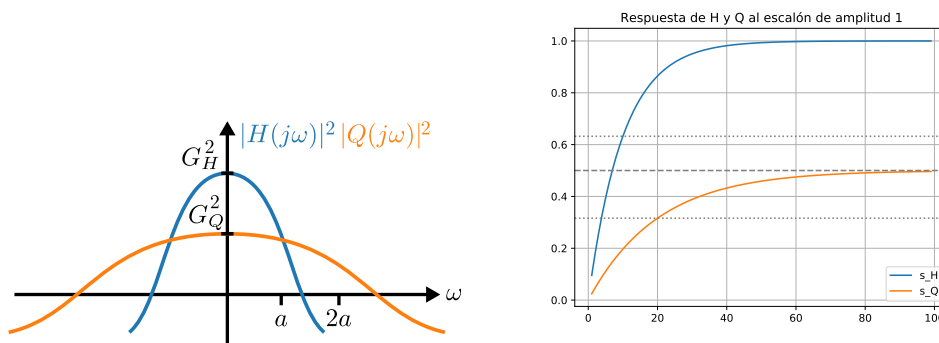 |H(jω)|² |Q(jω)|²
G_H²
G_Q²
ω
a 2a
Respuesta de H y Q al escalón de amplitud 1
1.0
0.8
0.6
0.4
0.2
0.0
s_H
s_Q
0 20 40 60 80 100